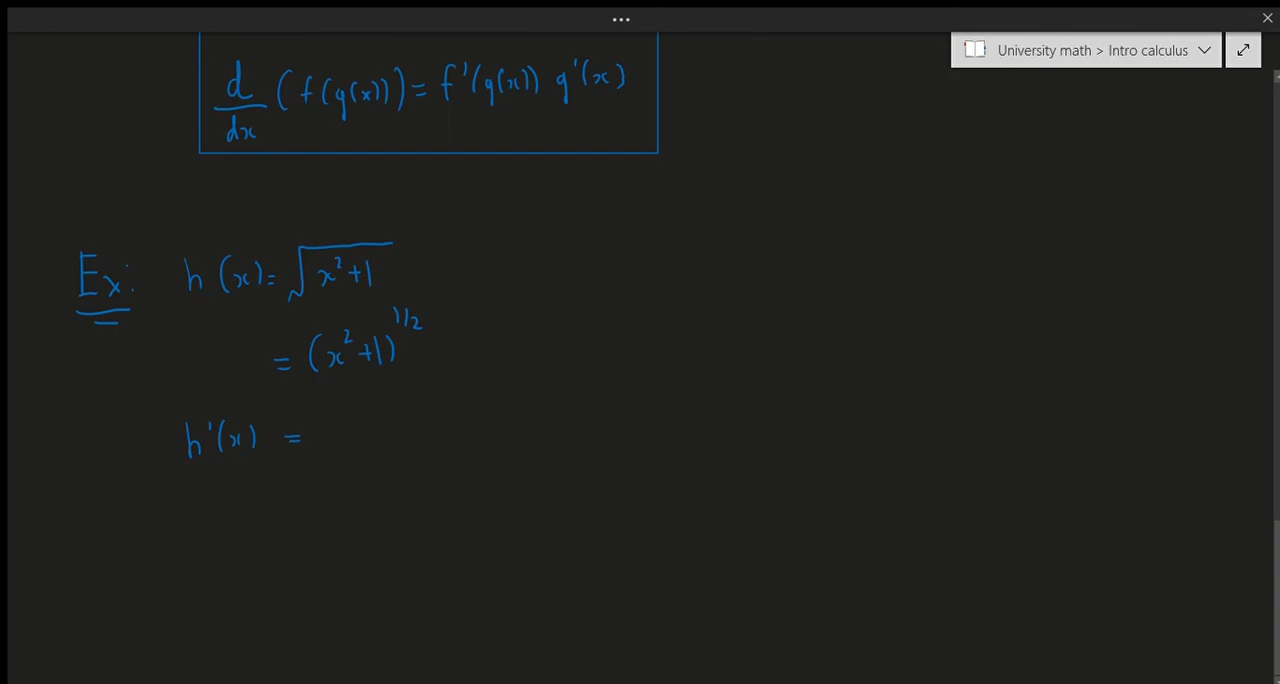 ...
University math > Intro calculus
d/dx (f(g(x))) = f'(g(x)) g'(x)
Ex: h(x) = √x²+1
= (x²+1)^1/2
h'(x) =